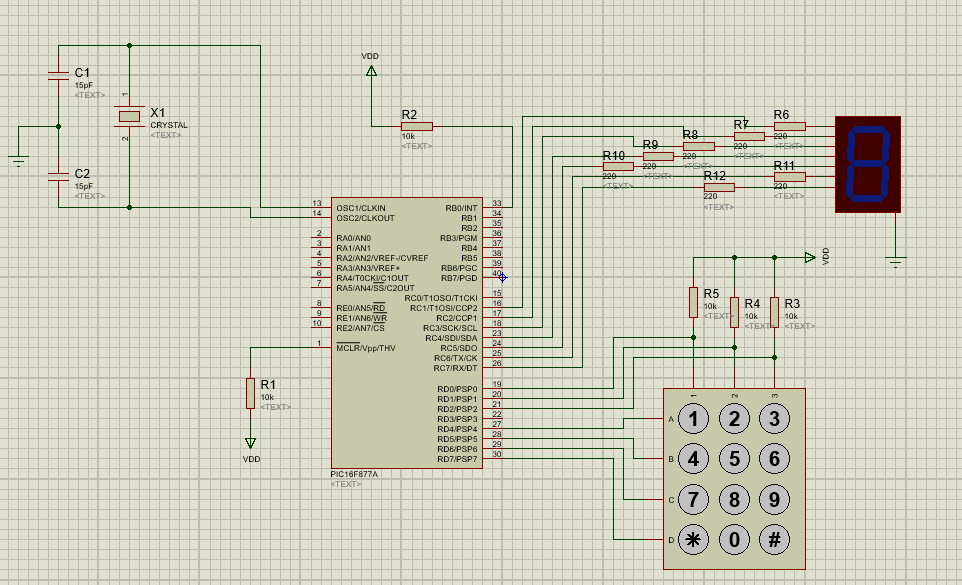 VDD
C1
15pF
<TEXT>
1
X1
CRYSTAL
<TEXT>
2
C2
15pF
<TEXT>
R2
10k
<TEXT>
R6
220
<TEXT>
R7
220
<TEXT>
R8
220
<TEXT>
R9
220
<TEXT>
R10
220
<TEXT>
R11
220
<TEXT>
R12
220
<TEXT>
13 OSC1/CLKIN
14 OSC2/CLKOUT
2 RA0/AN0
3 RA1/AN1
4 RA2/AN2/VREF-/CVREF
5 RA3/AN3/VREF+
6 RA4/T0CKI/C1OUT
7 RA5/AN4/SS/C2OUT
8 RE0/AN5/RD
9 RE1/AN6/WR
10 RE2/AN7/CS
1 MCLR/Vpp/THV
RB0/INT 33
RB1 34
RB2 35
RB3/PGM 36
RB4 37
RB5 38
RB6/PGC 39
RB7/PGD 40
RC0/T1OSO/T1CKI 15
RC1/T1OSI/CCP2 16
RC2/CCP1 17
RC3/SCK/SCL 18
RC4/SDI/SDA 23
RC5/SDO 24
RC6/TX/CK 25
RC7/RX/DT 26
RD0/PSP0 19
RD1/PSP1 20
RD2/PSP2 21
RD3/PSP3 22
RD4/PSP4 27
RD5/PSP5 28
RD6/PSP6 29
RD7/PSP7 30
PIC16F877A
<TEXT>
R1
10k
<TEXT>
VDD
VDD
R5
10k
<TEXT>
R4
10k
<TEXT>
R3
10k
<TEXT>
1 2 3
A 1 2 3
B 4 5 6
C 7 8 9
D * 0 #